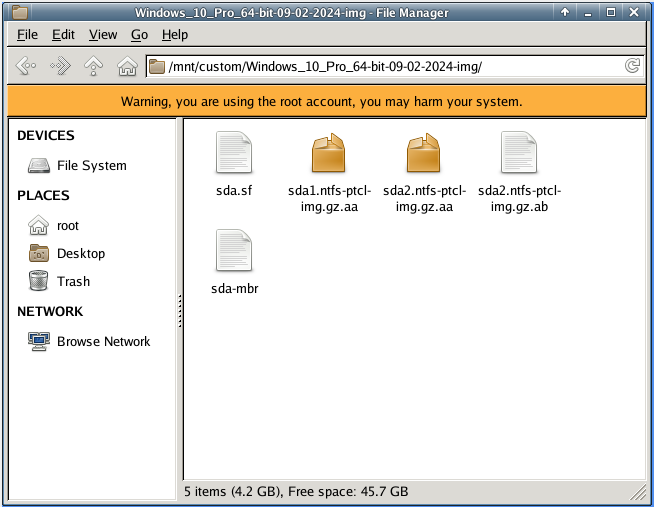 Windows_10_Pro_64-bit-09-02-2024-img - File Manager
File Edit View Go Help
/mnt/custom/Windows_10_Pro_64-bit-09-02-2024-img/
Warning, you are using the root account, you may harm your system.
DEVICES
File System
PLACES
root
Desktop
Trash
NETWORK
Browse Network
sda.sf
sda1.ntfs-ptcl-
img.gz.aa
sda2.ntfs-ptcl-
img.gz.aa
sda2.ntfs-ptcl-
img.gz.ab
sda-mbr
5 items (4.2 GB), Free space: 45.7 GB